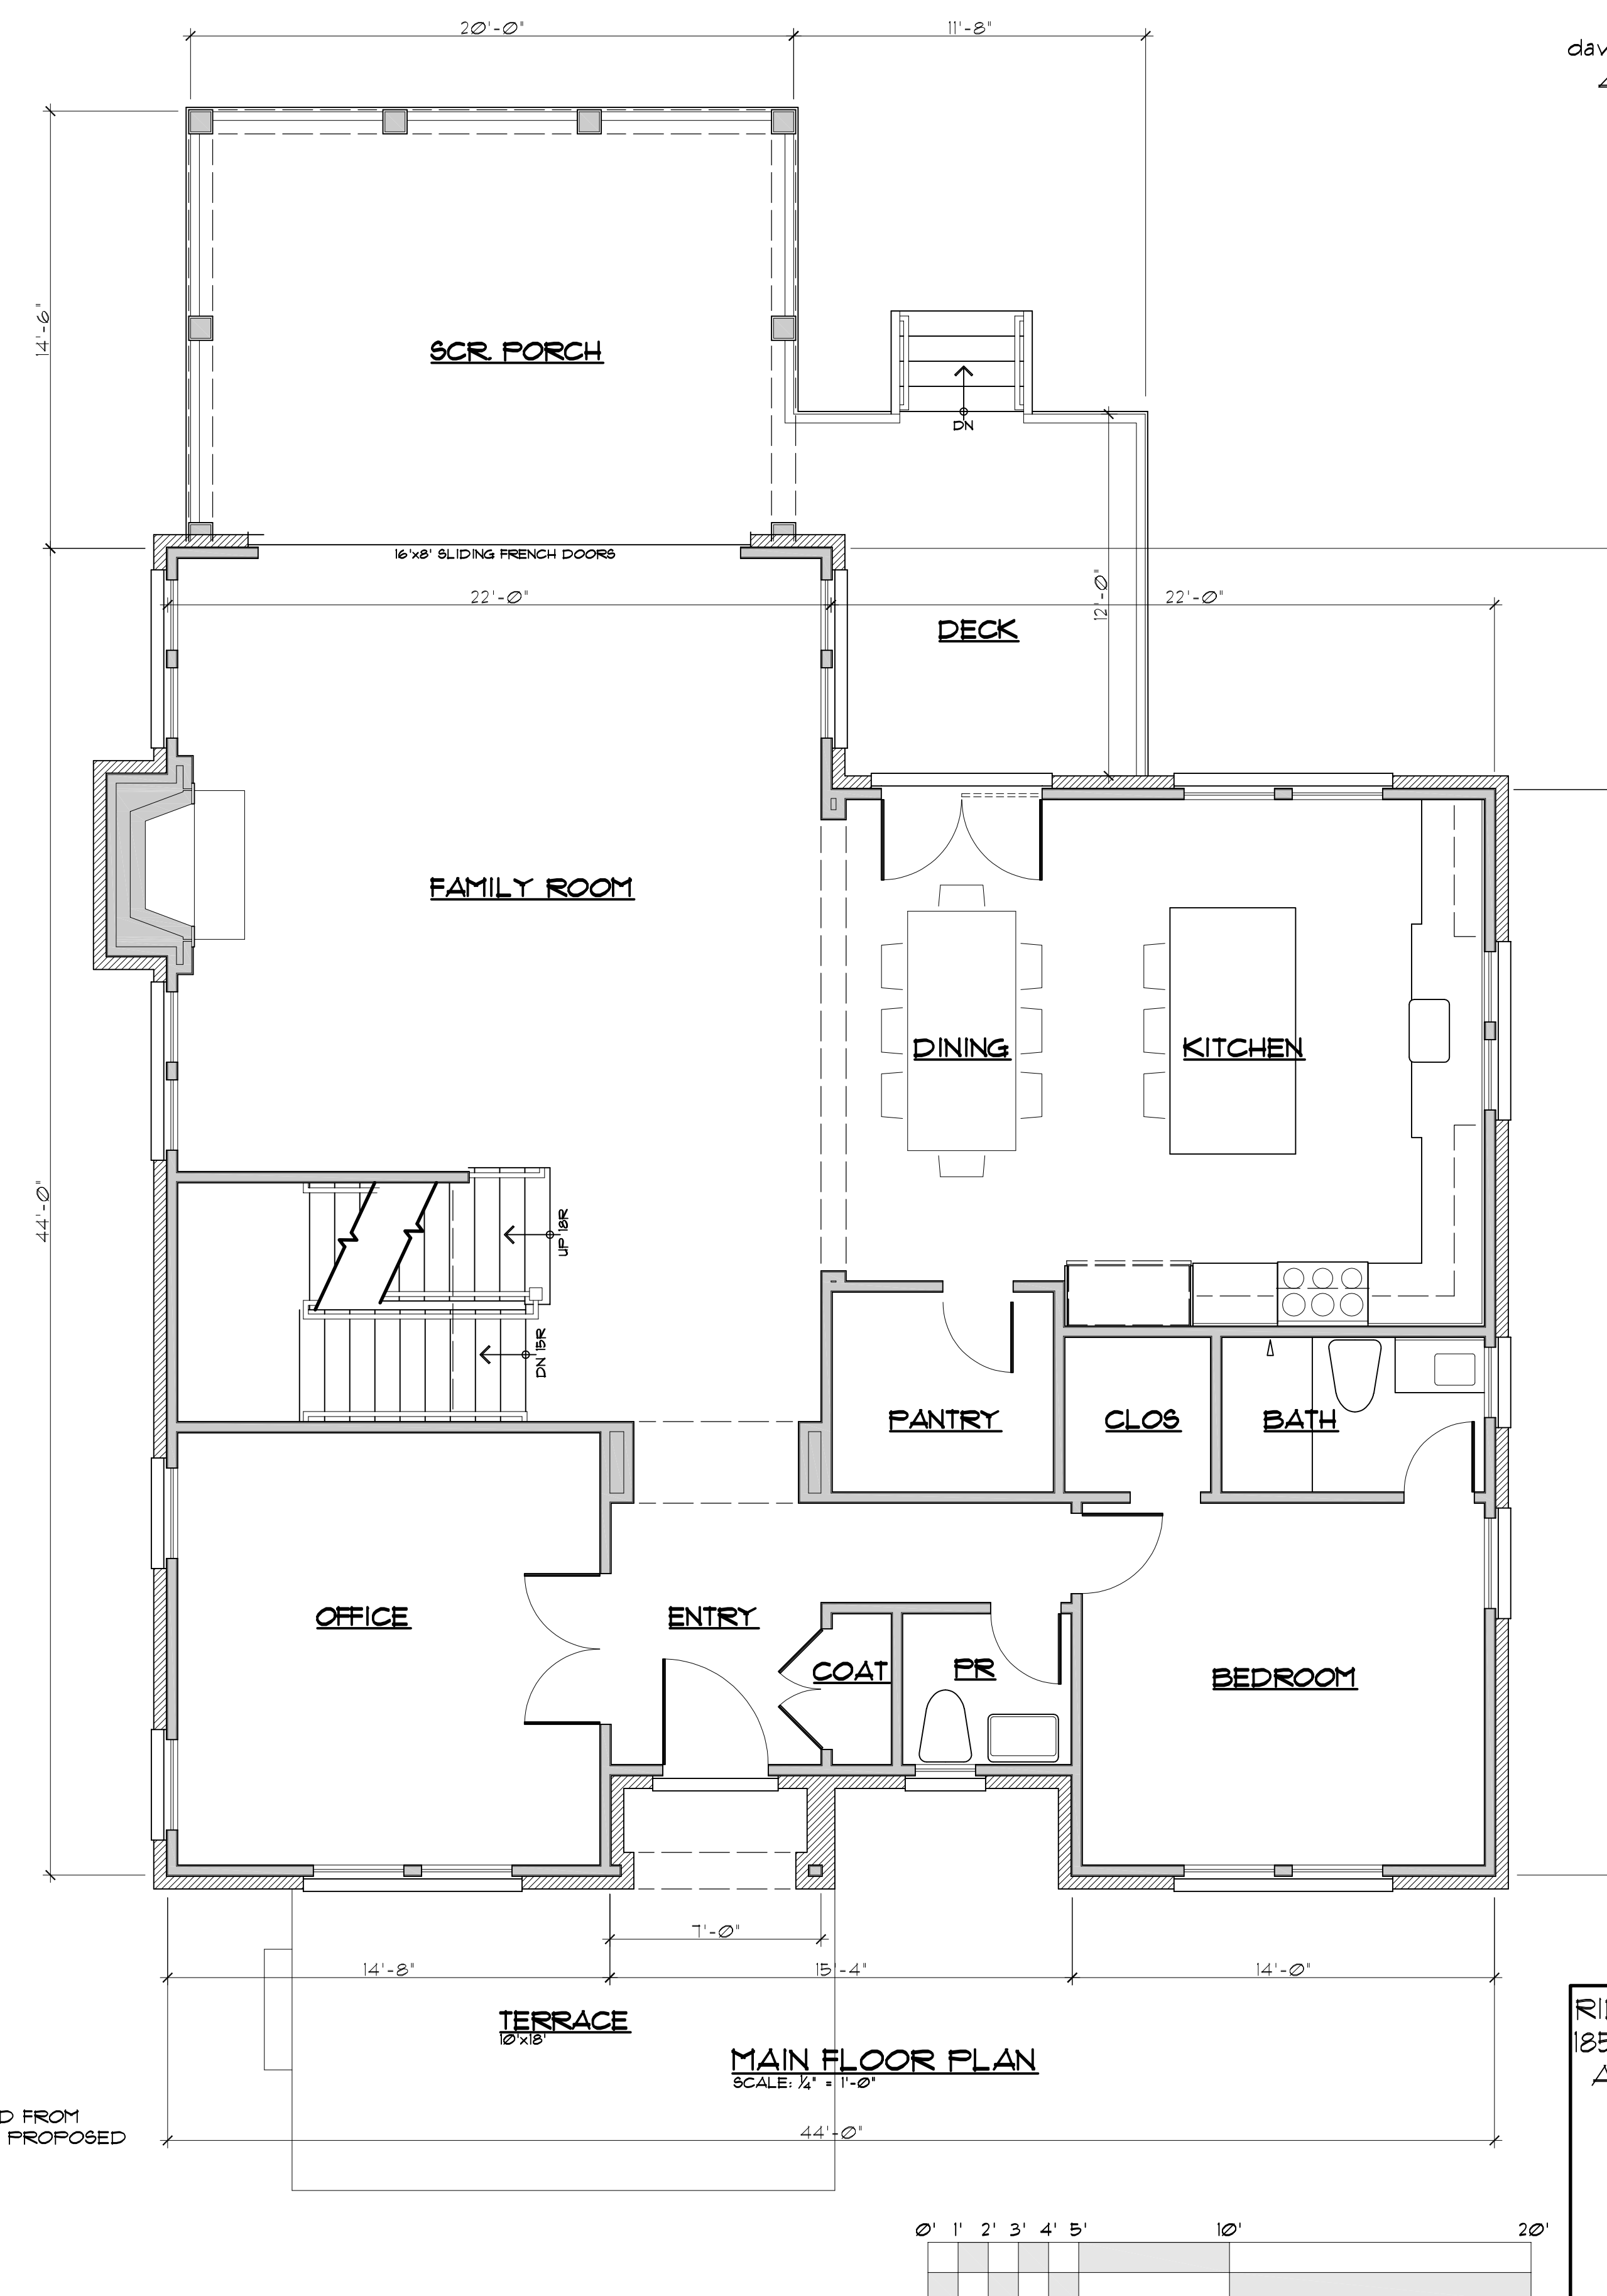 20'-0"
11'-8"
dav
14'-6"
SCR. PORCH
DN
16'x8' SLIDING FRENCH DOORS
22'-0"
22'-0"
12'-0"
DECK
FAMILY ROOM
DINING
KITCHEN
44'-0"
UP 18R
DN 15R
PANTRY
CLOS
BATH
OFFICE
ENTRY
COAT
PR
BEDROOM
7'-0"
14'-8"
15'-4"
14'-0"
TERRACE
10'x18'
MAIN FLOOR PLAN
SCALE: 1/4" = 1'-0"
D FROM
PROPOSED
44'-0"
185
0' 1' 2' 3' 4' 5' 10' 20'